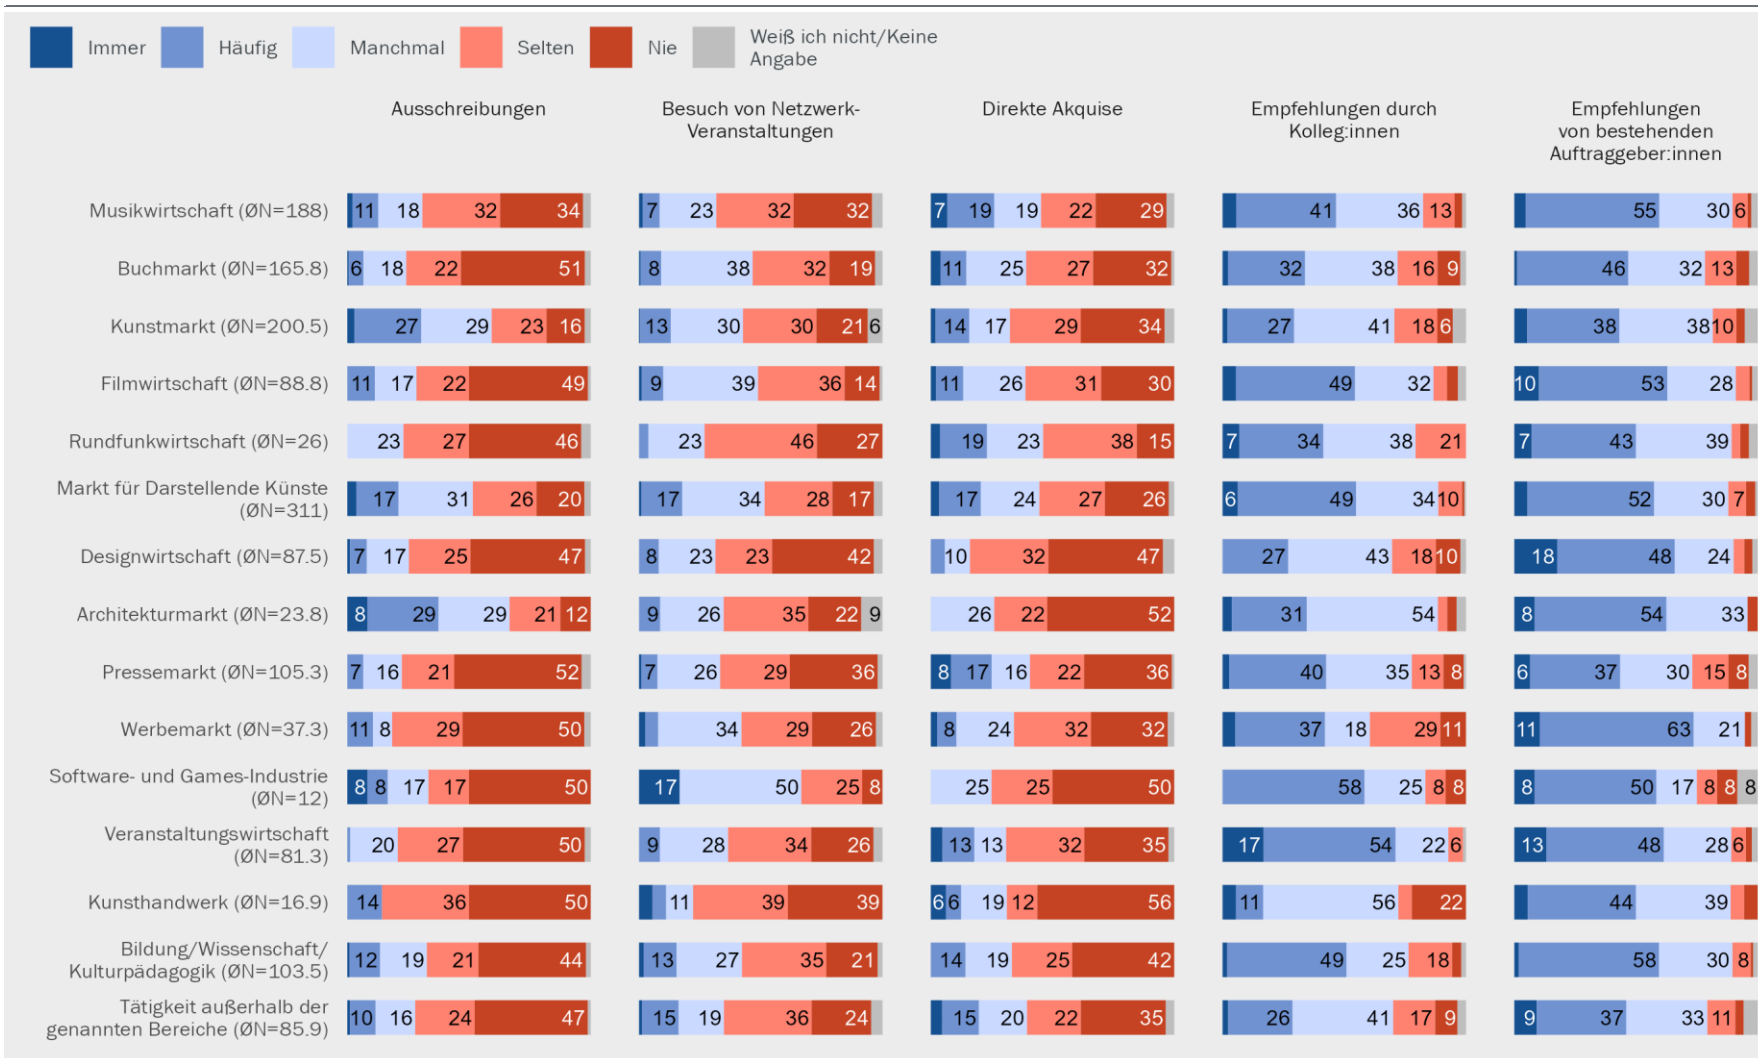 Immer Häufig Manchmal Selten Nie Weiß ich nicht/Keine
Angabe
Ausschreibungen Besuch von Netzwerk- Direkte Akquise Empfehlungen durch Empfehlungen
Veranstaltungen Kolleg:innen von bestehenden
Auftraggeber:innen
Musikwirtschaft (ØN=188) 11 18 32 34 7 23 32 32 7 19 19 22 29 41 36 13 55 30 6
Buchmarkt (ØN=165.8) 6 18 22 51 8 38 32 19 11 25 27 32 32 38 16 9 46 32 13
Kunstmarkt (ØN=200.5) 27 29 23 16 13 30 30 21 6 14 17 29 34 27 41 18 6 38 38 10
Filmwirtschaft (ØN=88.8) 11 17 22 49 9 39 36 14 11 26 31 30 49 32 10 53 28
Rundfunkwirtschaft (ØN=26) 23 27 46 23 46 27 19 23 38 15 7 34 38 21 7 43 39
Markt für Darstellende Künste
(ØN=311) 17 31 26 20 17 34 28 17 17 24 27 26 6 49 34 10 52 30 7
Designwirtschaft (ØN=87.5) 7 17 25 47 8 23 23 42 10 32 47 27 43 18 10 18 48 24
Architekturmarkt (ØN=23.8) 8 29 29 21 12 9 26 35 22 9 26 22 52 31 54 8 54 33
Pressemarkt (ØN=105.3) 7 16 21 52 7 26 29 36 8 17 16 22 36 40 35 13 8 6 37 30 15 8
Werbemarkt (ØN=37.3) 11 8 29 50 34 29 26 8 24 32 32 37 18 29 11 11 63 21
Software- und Games-Industrie
(ØN=12) 8 8 17 17 50 17 50 25 8 25 25 50 58 25 8 8 8 50 17 8 8 8
Veranstaltungswirtschaft
(ØN=81.3) 20 27 50 9 28 34 26 13 13 32 35 17 54 22 6 13 48 28 6
Kunsthandwerk (ØN=16.9) 14 36 50 11 39 39 6 6 19 12 56 11 56 22 44 39
Bildung/Wissenschaft/
Kulturpädagogik (ØN=103.5) 12 19 21 44 13 27 35 21 14 19 25 42 49 25 18 58 30 8
Tätigkeit außerhalb der
genannten Bereiche (ØN=85.9) 10 16 24 47 15 19 36 24 15 20 22 35 26 41 17 9 9 37 33 11